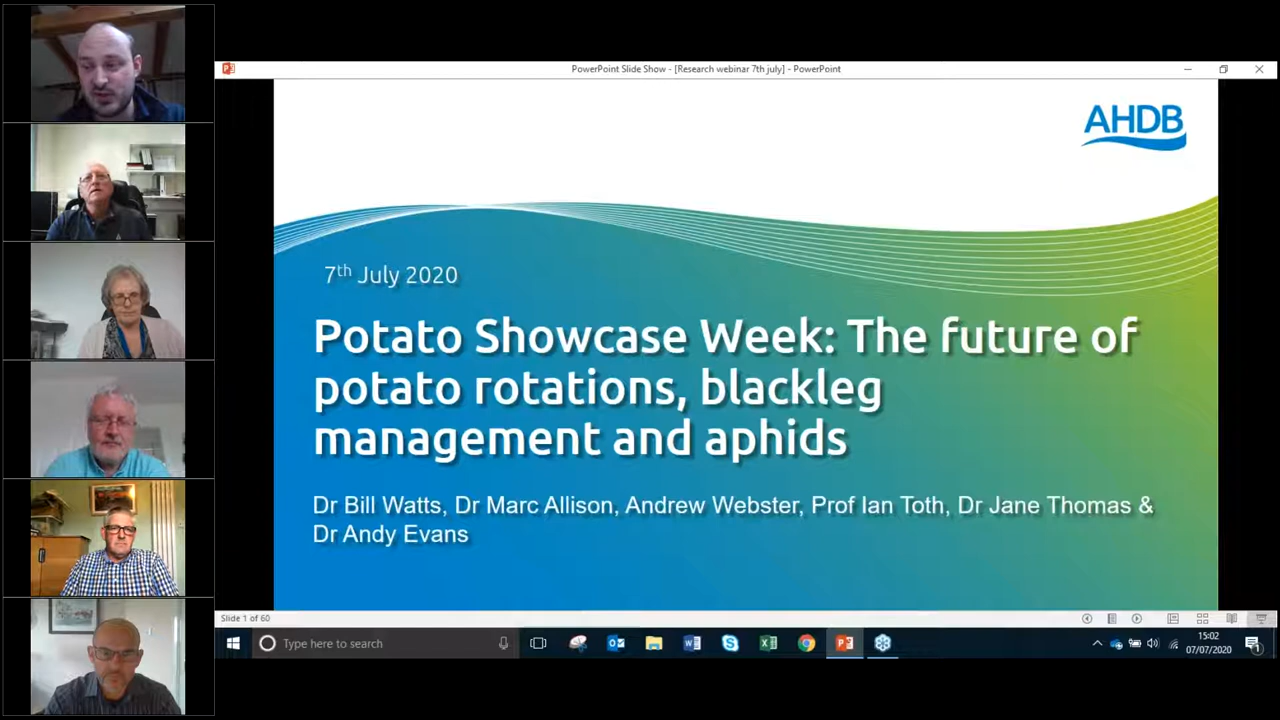 PowerPoint Slide Show - [Research webinar 7th july] - PowerPoint
AHDB
7th July 2020
Potato Showcase Week: The future of
potato rotations, blackleg
management and aphids
Dr Bill Watts, Dr Marc Allison, Andrew Webster, Prof Ian Toth, Dr Jane Thomas &
Dr Andy Evans
Slide 1 of 60
Type here to search
15:02
07/07/2020